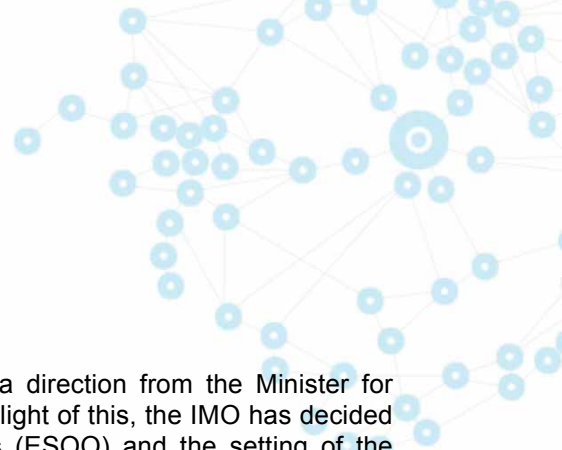 a direction from the Minister for
light of this, the IMO has decided
(ESOO) and the setting of the